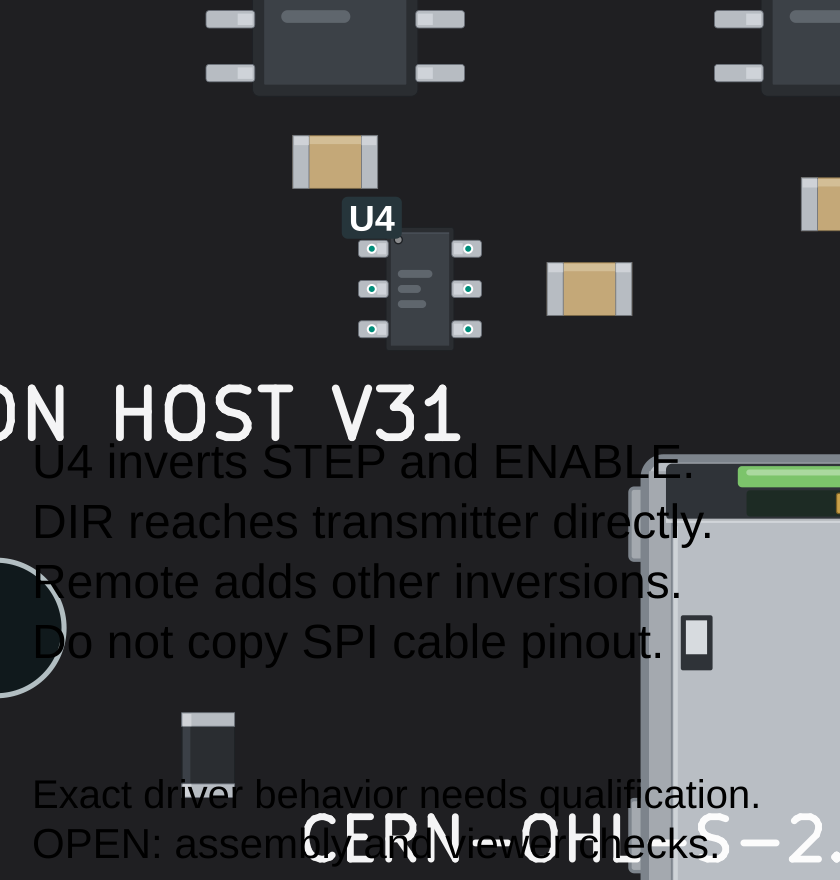 U4
ON HOST V31
U4 inverts STEP and ENABLE.
DIR reaches transmitter directly.
Remote adds other inversions.
Do not copy SPI cable pinout.
Exact driver behavior needs qualification.
CERN-OHL-S-2.
OPEN: assembly and viewer checks.